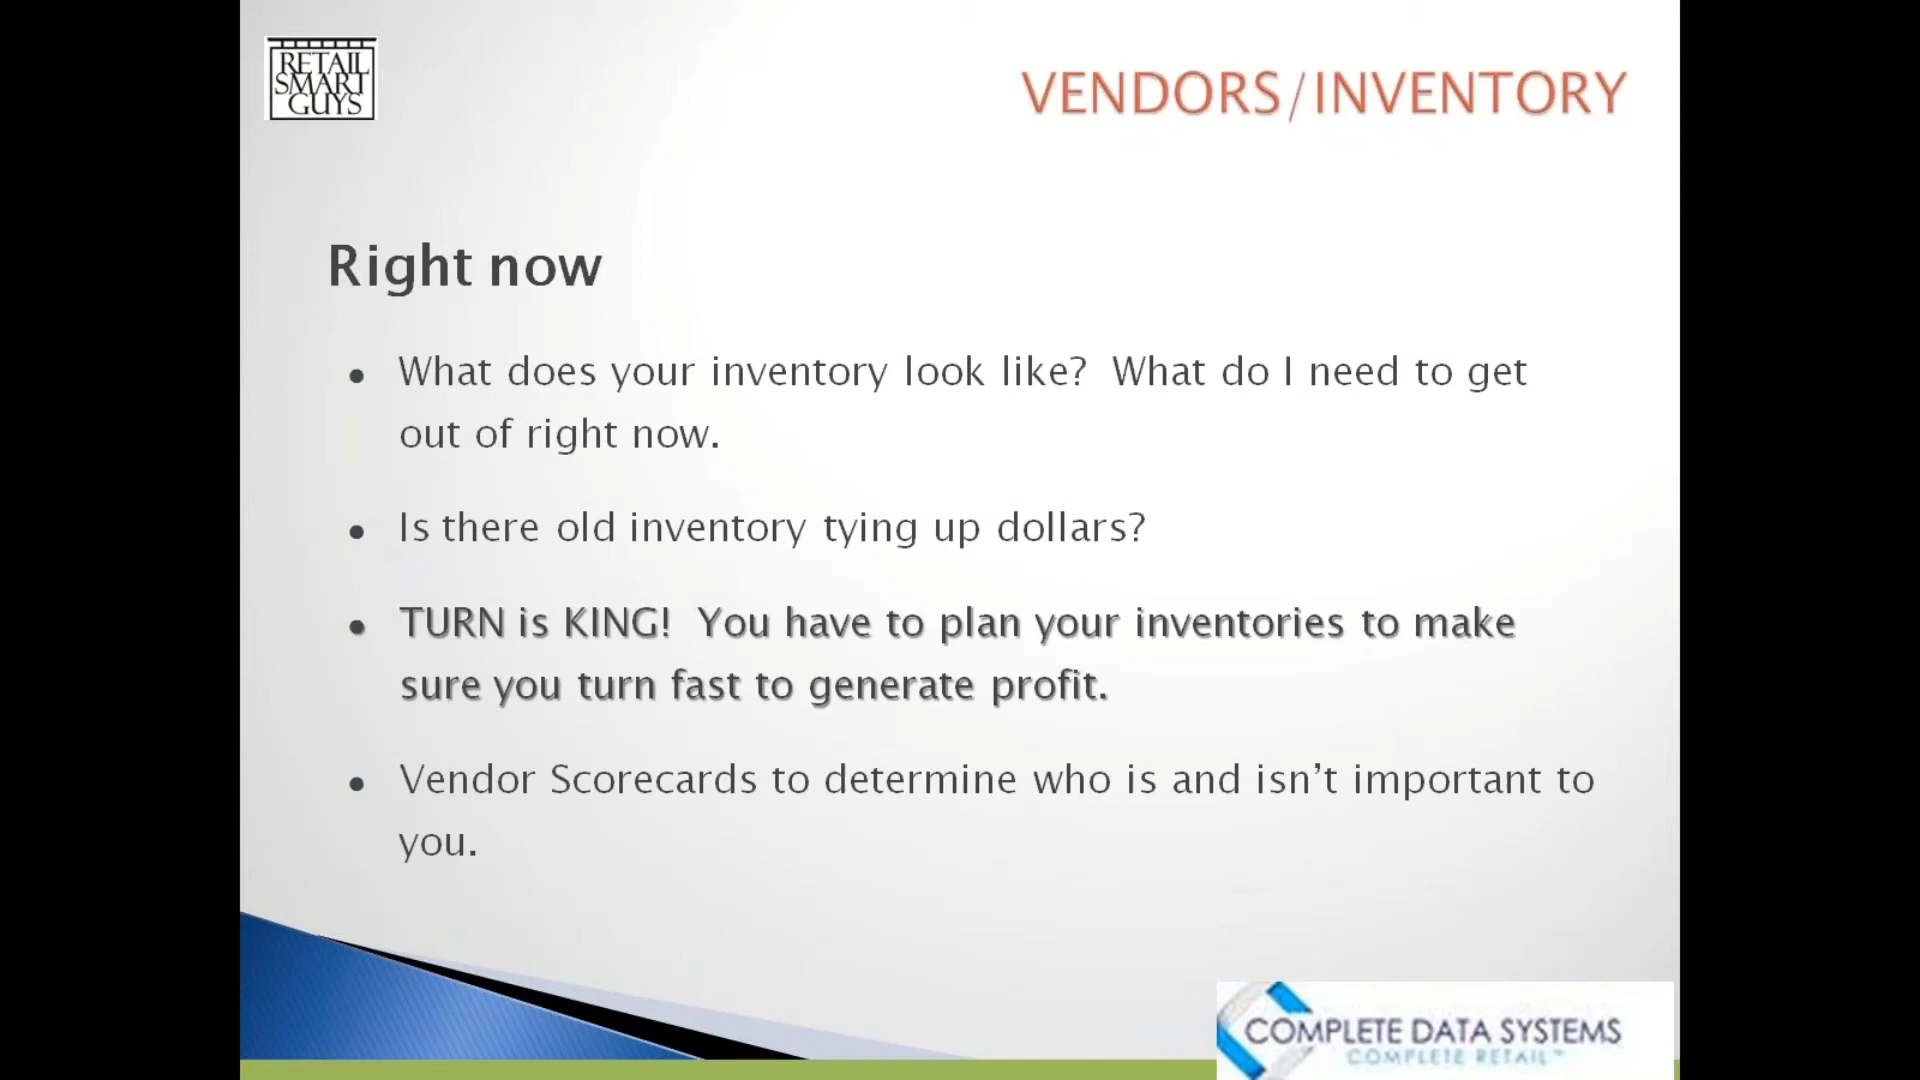 RETAIL
SMART
GUYS
VENDORS/INVENTORY
Right now
• What does your inventory look like?  What do I need to get
out of right now.
• Is there old inventory tying up dollars?
• TURN is KING!  You have to plan your inventories to make
sure you turn fast to generate profit.
• Vendor Scorecards to determine who is and isn’t important to
you.
COMPLETE DATA SYSTEMS
COMPLETE RETAIL™